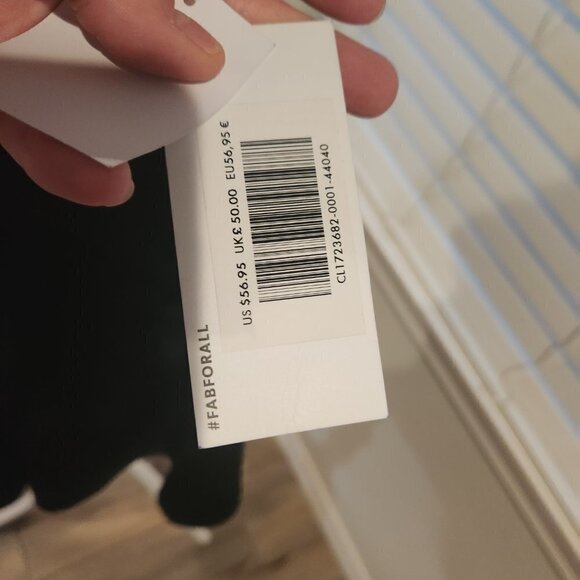 #FABFORALL
US $56.95 UK£ 50.00 EU56,95 €
CL1723682-0001-44040